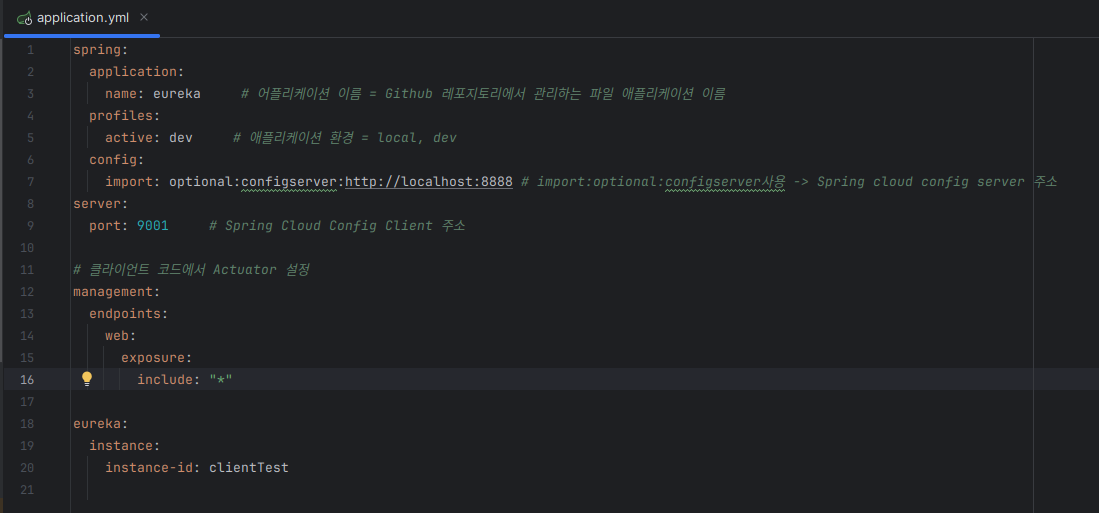 application.yml
1 spring:
2   application:
3     name: eureka     # 어플리케이션 이름 = Github 레포지토리에서 관리하는 파일 애플리케이션 이름
4   profiles:
5     active: dev     # 애플리케이션 환경 = local, dev
6   config:
7     import: optional:configserver:http://localhost:8888 # import:optional:configserver사용 -> Spring cloud config server 주소
8 server:
9   port: 9001     # Spring Cloud Config Client 주소
10
11 # 클라이언트 코드에서 Actuator 설정
12 management:
13   endpoints:
14     web:
15       exposure:
16         include: "*"
17
18 eureka:
19   instance:
20     instance-id: clientTest
21